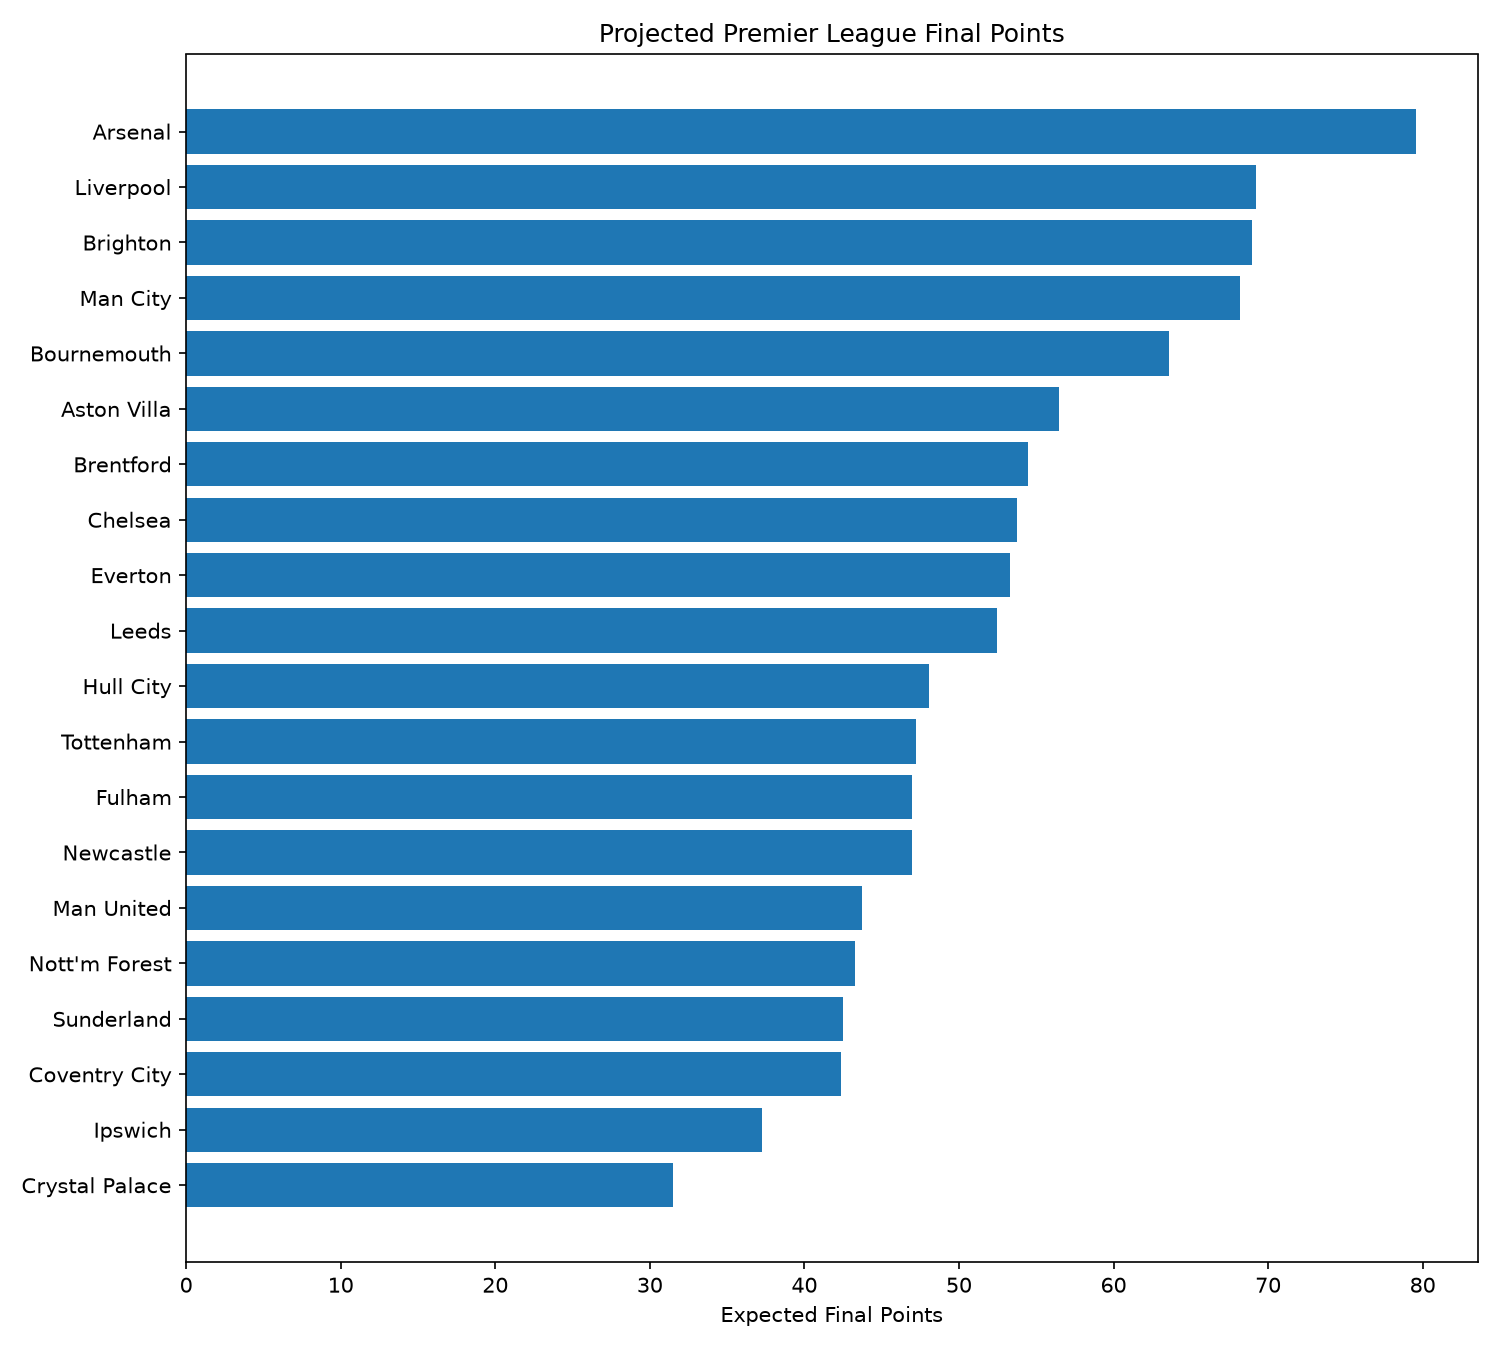 Projected Premier League Final Points
Arsenal
Liverpool
Brighton
Man City
Bournemouth
Aston Villa
Brentford
Chelsea
Everton
Leeds
Hull City
Tottenham
Fulham
Newcastle
Man United
Nott'm Forest
Sunderland
Coventry City
Ipswich
Crystal Palace
0 10 20 30 40 50 60 70 80
Expected Final Points